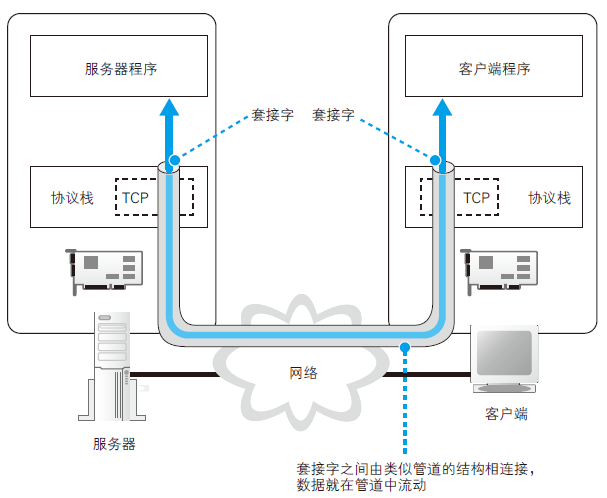 服务器程序
客户端程序
套接字
套接字
协议栈
TCP
TCP
协议栈
网络
服务器
客户端
套接字之间由类似管道的结构相连接，
数据就在管道中流动